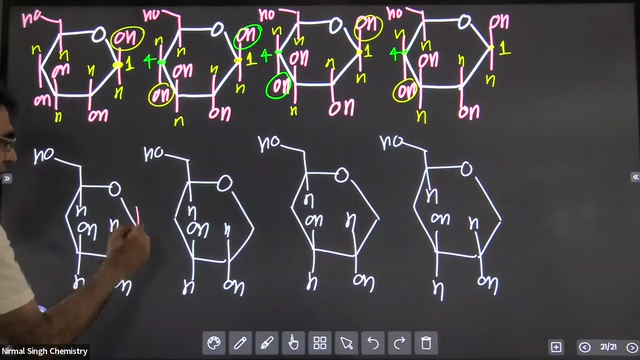 HO O OH HO O OH HO O OH HO O OH
H H H H H H H H
OH 1 4 OH 1 4 OH 1 4 OH 1
OH H OH H OH H OH H
H OH H OH H OH H OH
HO O HO O HO O HO O
H H H H
OH H OH H OH H OH H
H OH H OH H OH H OH
Nirmal Singh Chemistry
21/21